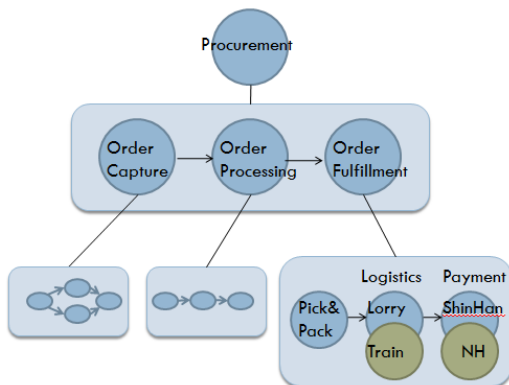 Procurement
Order
Capture
Order
Processing
Order
Fulfillment
Logistics
Payment
Pick&
Pack
Lorry
ShinHan
Train
NH